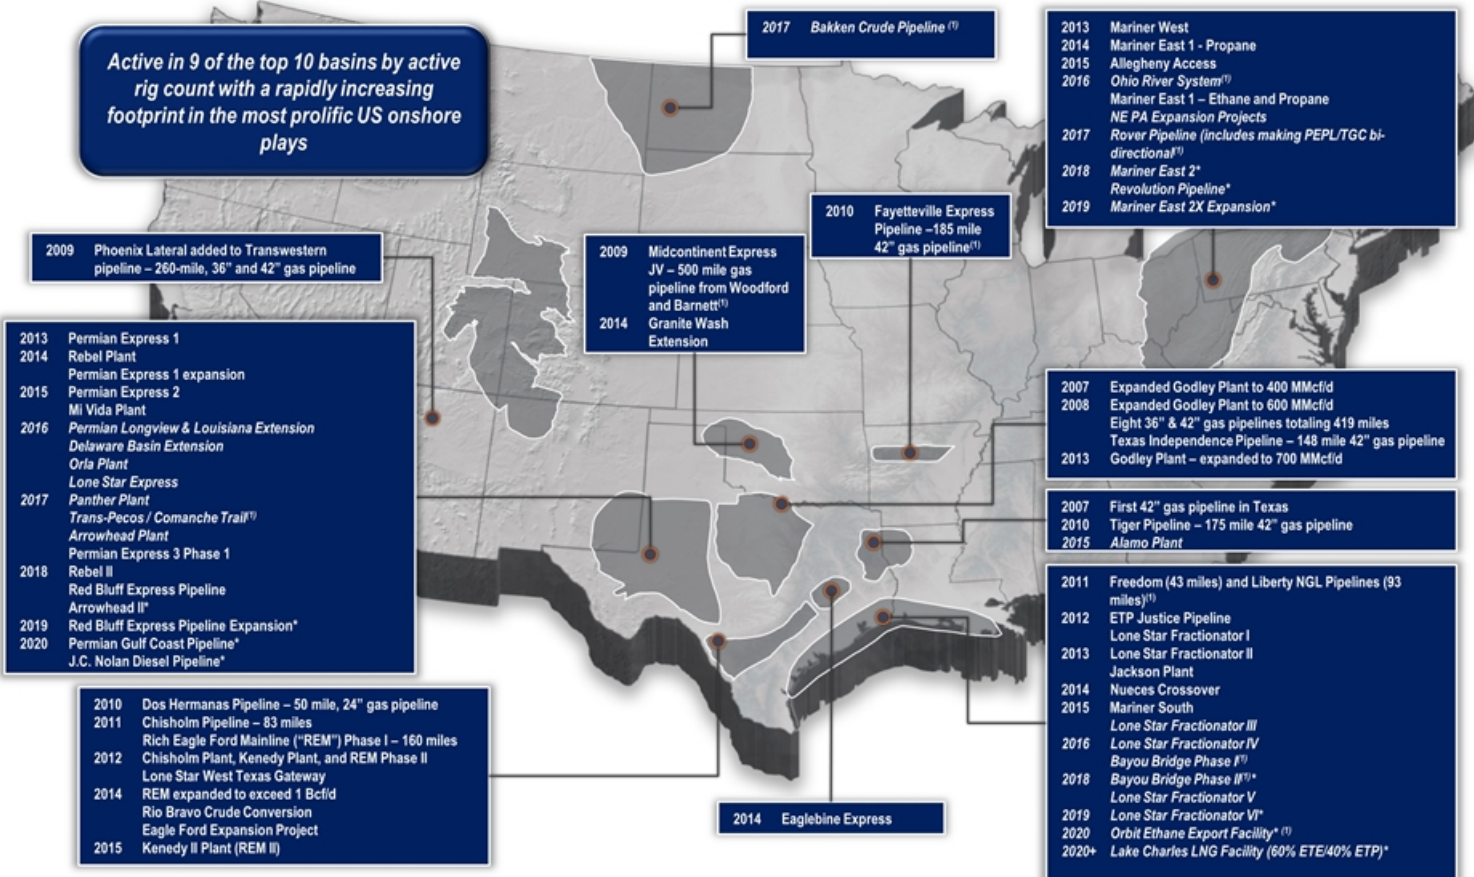 Active in 9 of the top 10 basins by active
rig count with a rapidly increasing
footprint in the most prolific US onshore
plays
2017 Bakken Crude Pipeline (1)
2013 Mariner West
2014 Mariner East 1 - Propane
2015 Allegheny Access
2016 Ohio River System(1)
Mariner East 1 – Ethane and Propane
NE PA Expansion Projects
2017 Rover Pipeline (includes making PEPL/TGC bi-
directional(1)
2018 Mariner East 2*
Revolution Pipeline*
2019 Mariner East 2X Expansion*
2010 Fayetteville Express
Pipeline –185 mile
42” gas pipeline(1)
2009 Phoenix Lateral added to Transwestern
pipeline – 260-mile, 36” and 42” gas pipeline
2009 Midcontinent Express
JV – 500 mile gas
pipeline from Woodford
and Barnett(1)
2014 Granite Wash
Extension
2013 Permian Express 1
2014 Rebel Plant
Permian Express 1 expansion
2015 Permian Express 2
Mi Vida Plant
2016 Permian Longview & Louisiana Extension
Delaware Basin Extension
Orla Plant
Lone Star Express
2017 Panther Plant
Trans-Pecos / Comanche Trail(1)
Arrowhead Plant
Permian Express 3 Phase 1
2018 Rebel II
Red Bluff Express Pipeline
Arrowhead II*
2019 Red Bluff Express Pipeline Expansion*
2020 Permian Gulf Coast Pipeline*
J.C. Nolan Diesel Pipeline*
2007 Expanded Godley Plant to 400 MMcf/d
2008 Expanded Godley Plant to 600 MMcf/d
Eight 36” & 42” gas pipelines totaling 419 miles
Texas Independence Pipeline – 148 mile 42” gas pipeline
2013 Godley Plant – expanded to 700 MMcf/d
2007 First 42” gas pipeline in Texas
2010 Tiger Pipeline – 175 mile 42” gas pipeline
2015 Alamo Plant
2011 Freedom (43 miles) and Liberty NGL Pipelines (93
miles)(1)
2012 ETP Justice Pipeline
Lone Star Fractionator I
2013 Lone Star Fractionator II
Jackson Plant
2014 Nueces Crossover
2015 Mariner South
Lone Star Fractionator III
2016 Lone Star Fractionator IV
Bayou Bridge Phase I(1)
2018 Bayou Bridge Phase II(1)*
Lone Star Fractionator V
2019 Lone Star Fractionator VI*
2020 Orbit Ethane Export Facility* (1)
2020+ Lake Charles LNG Facility (60% ETE/40% ETP)*
2010 Dos Hermanas Pipeline – 50 mile, 24” gas pipeline
2011 Chisholm Pipeline – 83 miles
Rich Eagle Ford Mainline (“REM”) Phase I – 160 miles
2012 Chisholm Plant, Kenedy Plant, and REM Phase II
Lone Star West Texas Gateway
2014 REM expanded to exceed 1 Bcf/d
Rio Bravo Crude Conversion
Eagle Ford Expansion Project
2015 Kenedy II Plant (REM II)
2014 Eaglebine Express